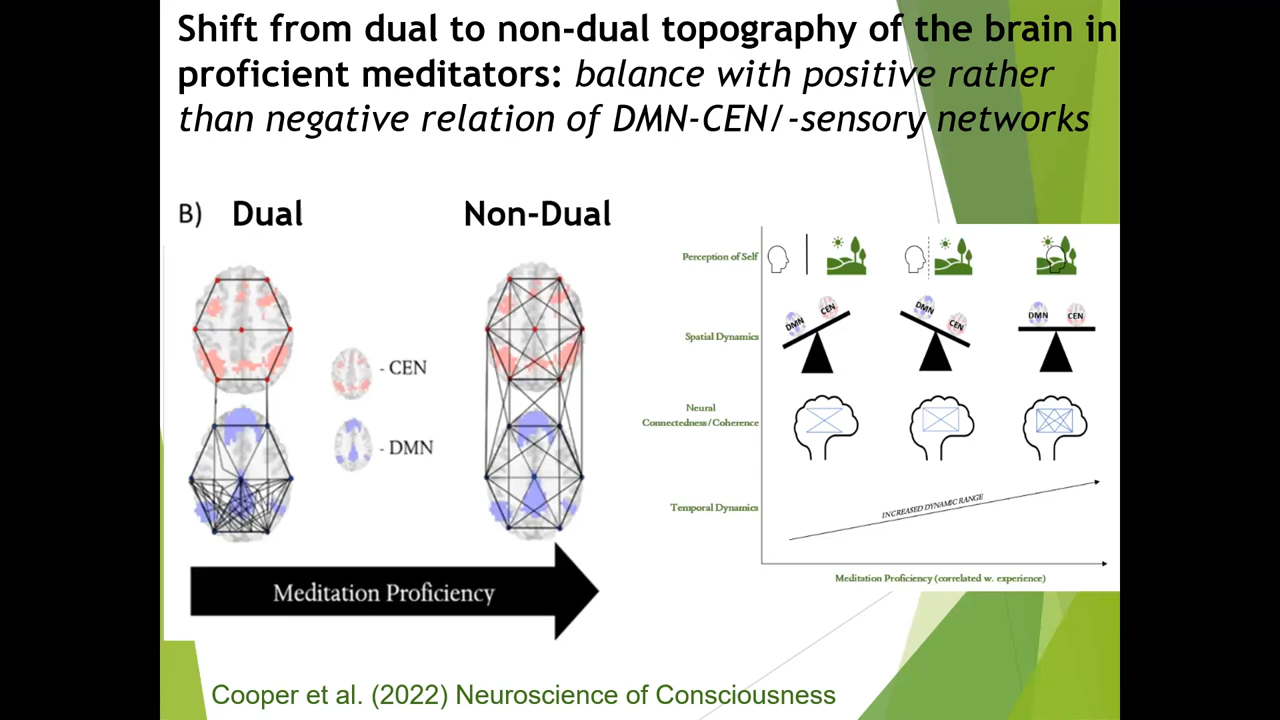 Shift from dual to non-dual topography of the brain in
proficient meditators: balance with positive rather
than negative relation of DMN-CEN/-sensory networks
B) Dual Non-Dual
- CEN
- DMN
Meditation Proficiency
Perception of Self
Spatial Dynamics
DMN CEN
DMN CEN
DMN CEN
Neural
Connectedness/Coherence
Temporal Dynamics
INCREASED DYNAMIC RANGE
Meditation Proficiency (correlated w. experience)
Cooper et al. (2022) Neuroscience of Consciousness